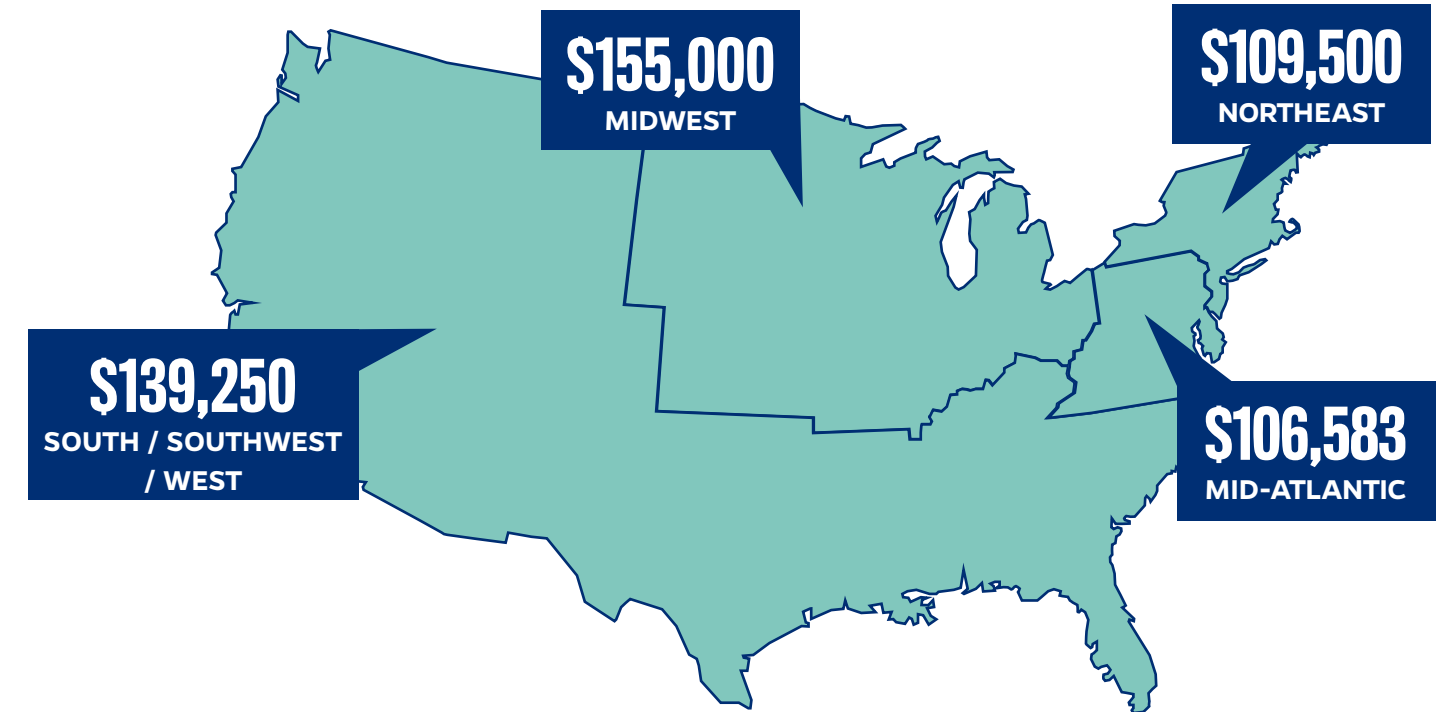 $155,000
MIDWEST
$109,500
NORTHEAST
$139,250
SOUTH / SOUTHWEST
/ WEST
$106,583
MID-ATLANTIC